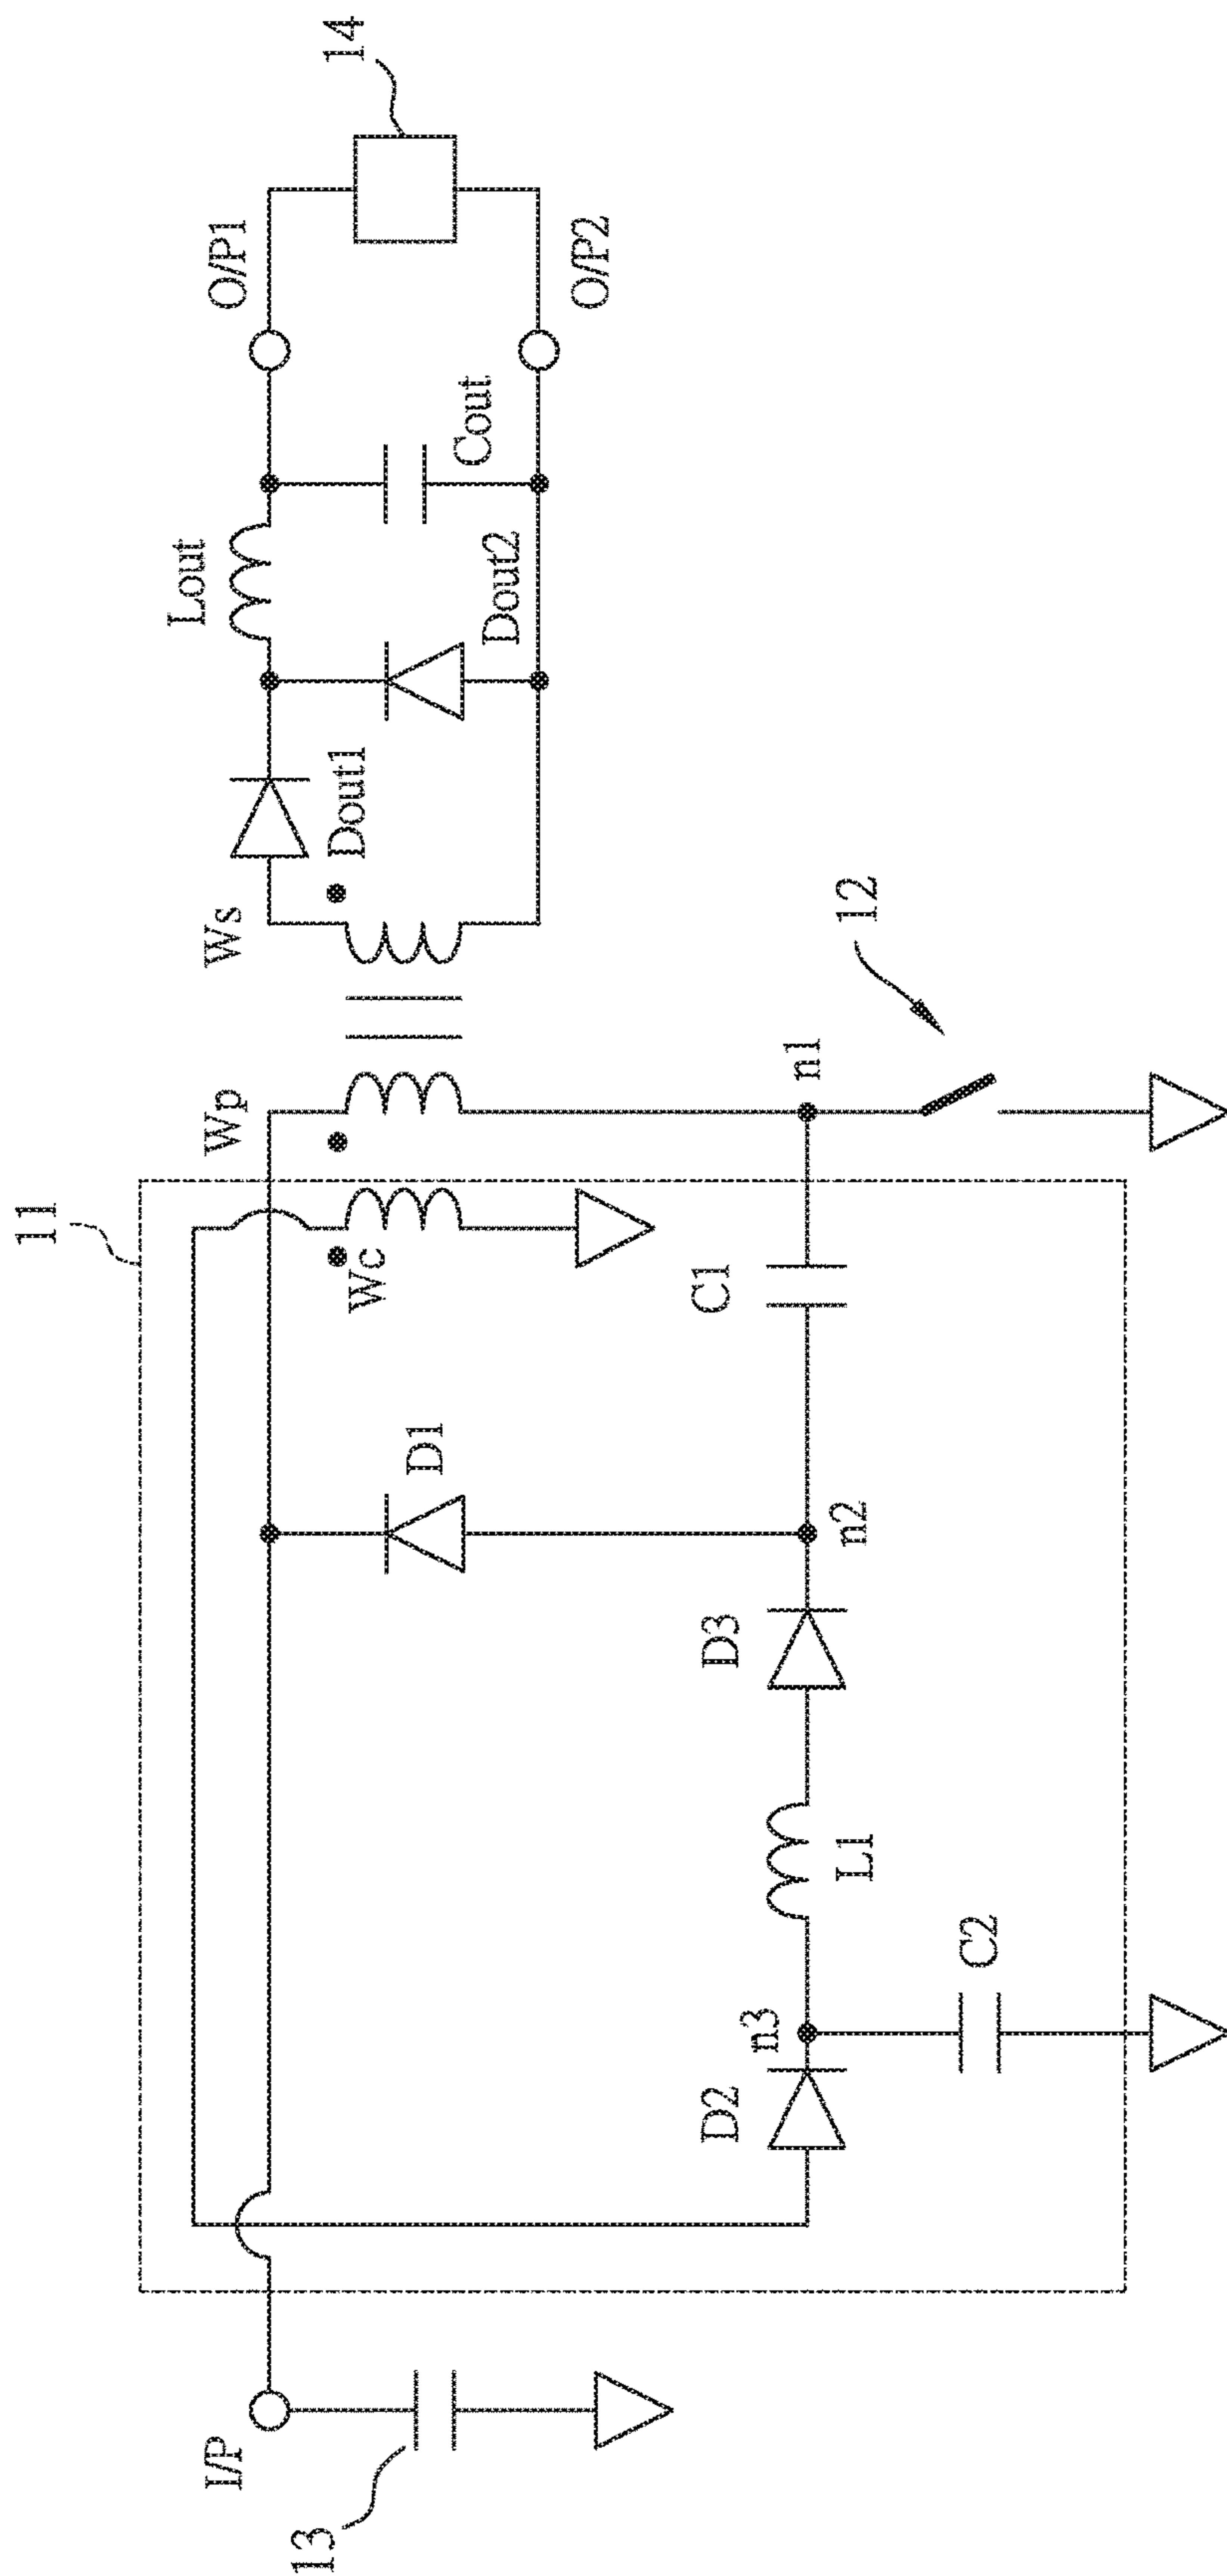 11
Wp
Ws
Lout
O/P1
14
Dout1
Dout2
Cout
O/P2
I/P
13
Wc
D1
n1
12
C1
n2
D3
L1
n3
D2
C2